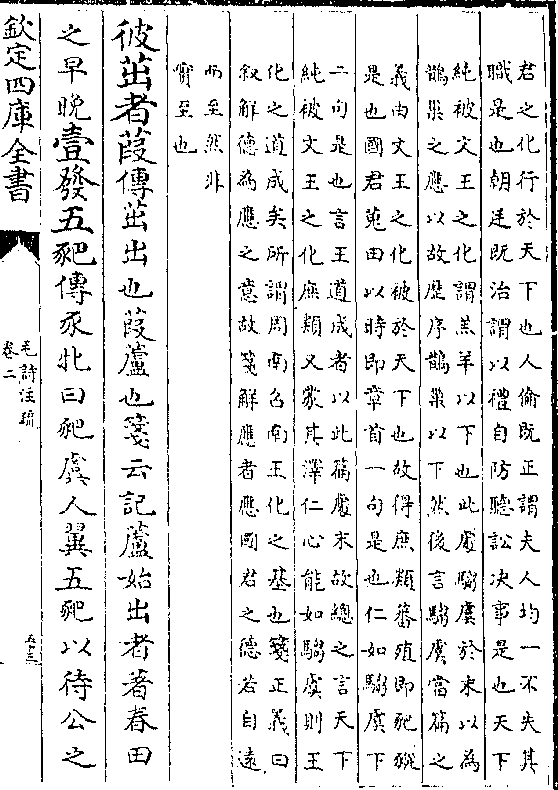 君之化行於天下也人倫既正謂夫人均一不失其
職是也朝廷既治謂以禮自防聽訟決事是也天下
純被文王之化謂羔羊以下也此處騶虞於末以為
鵲巢之應以故歴序鵲巢以下然後言騶虞當篇之
義由文王之化被於天下也故得庶類蕃殖即豝豵
是也國君蒐田以時即章首一句是也仁如騶虞下
二句是也言王道成者以此篇處末故總之言天下
純被文王之化庶類又蒙其澤仁心能如騶虞則王
化之道成矣所謂周南召南王化之基也箋正義曰
叙解德為應之意故箋解應者應國君之德若自遠
而至然非
實至也
彼茁者葭傳茁出也葭蘆也箋云記蘆始出者著春田
之早晚壹發五豝傳豕牝曰豝虞人翼五豝以待公之
欽定四庫全書
毛詩注疏
卷二
五十三